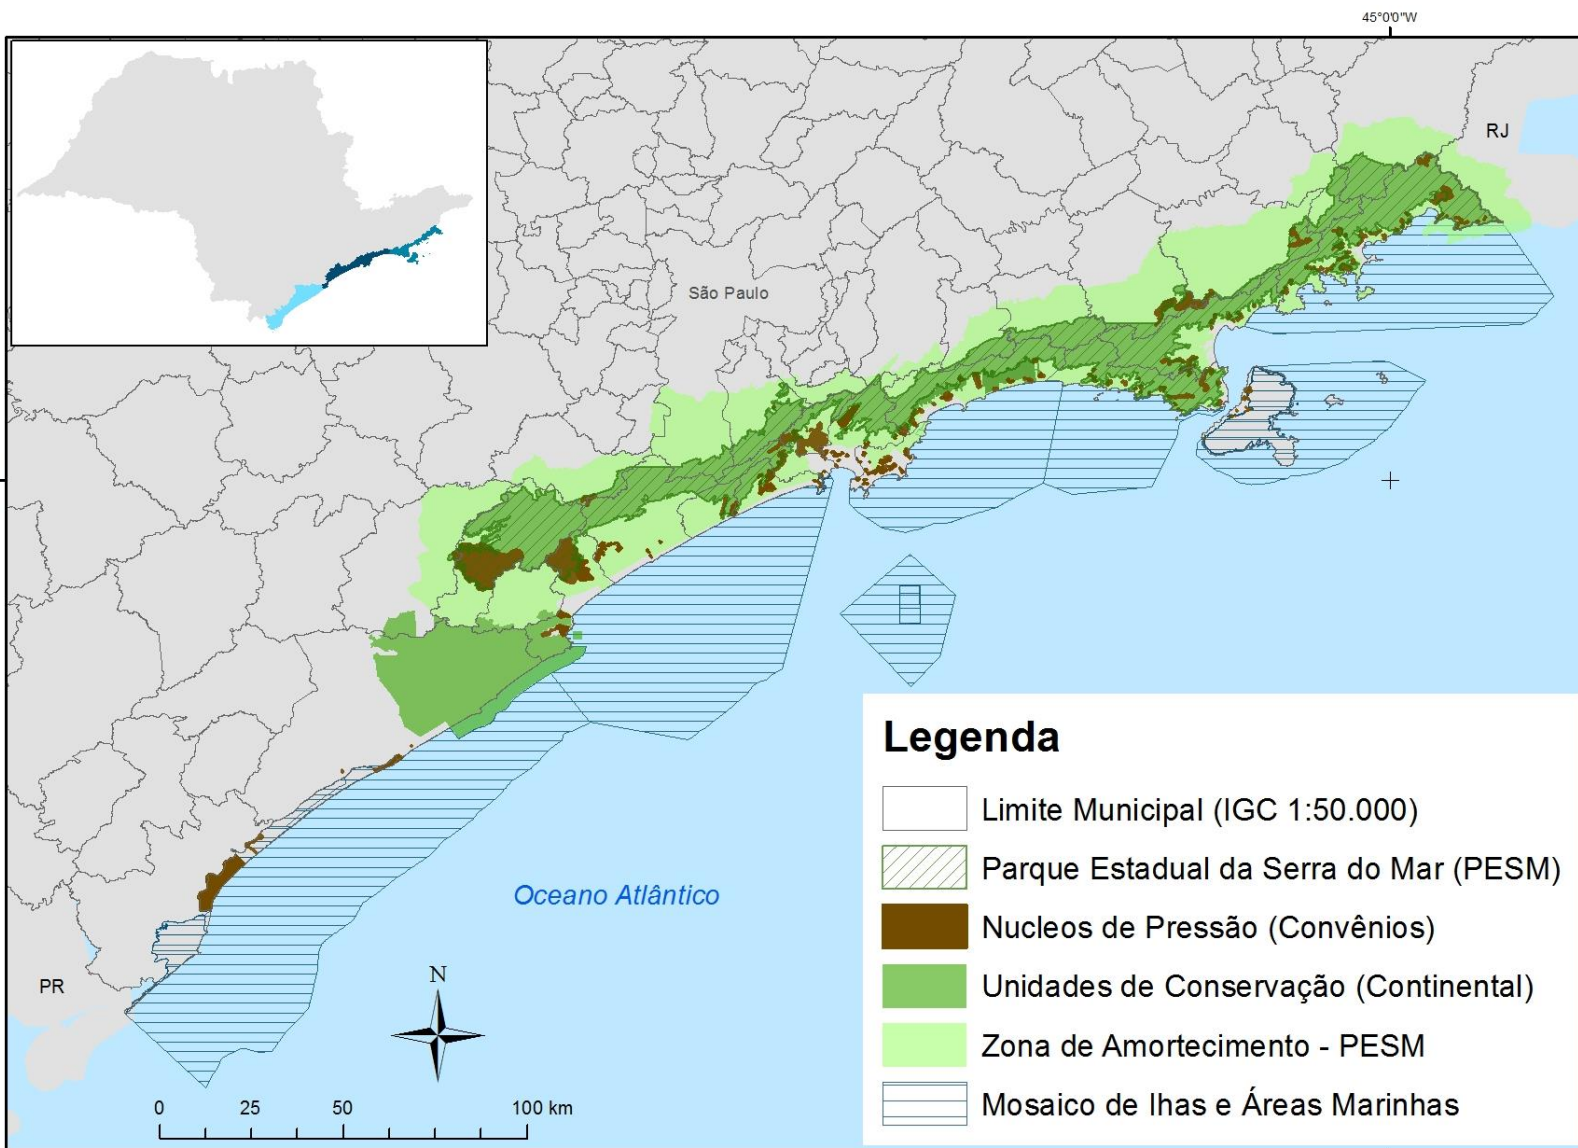 45°0'0"W
RJ
São Paulo
Oceano Atlântico
PR
N
0 25 50 100 km
Legenda
Limite Municipal (IGC 1:50.000)
Parque Estadual da Serra do Mar (PESM)
Nucleos de Pressão (Convênios)
Unidades de Conservação (Continental)
Zona de Amortecimento - PESM
Mosaico de Ihas e Áreas Marinhas